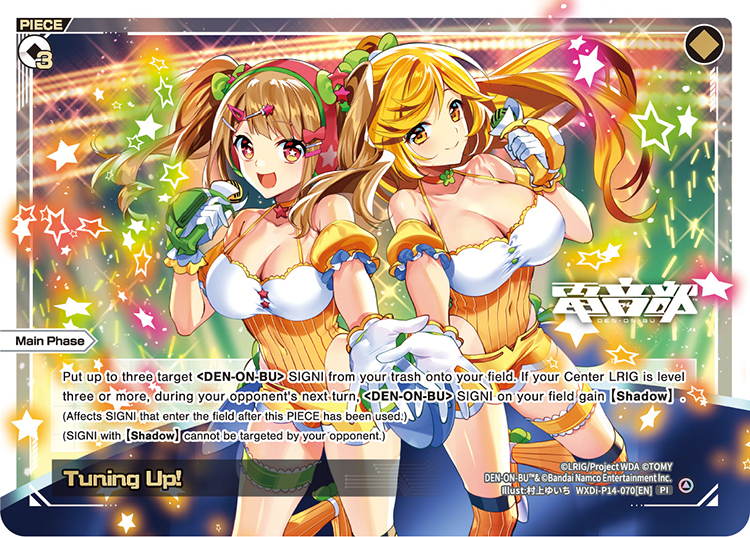 PIECE
3
電音部
DEN-ON-BU
Main Phase
Put up to three target <DEN-ON-BU> SIGNI from your trash onto your field. If your Center LRIG is level
three or more, during your opponent's next turn, <DEN-ON-BU> SIGNI on your field gain【Shadow】.
(Affects SIGNI that enter the field after this PIECE has been used.)
(SIGNI with【Shadow】cannot be targeted by your opponent.)
Tuning Up!
©LRIG/Project WDA ©TOMY
DEN-ON-BU™& ©Bandai Namco Entertainment Inc.
Illust:村上ゆいち WXDi-P14-070[EN] PI